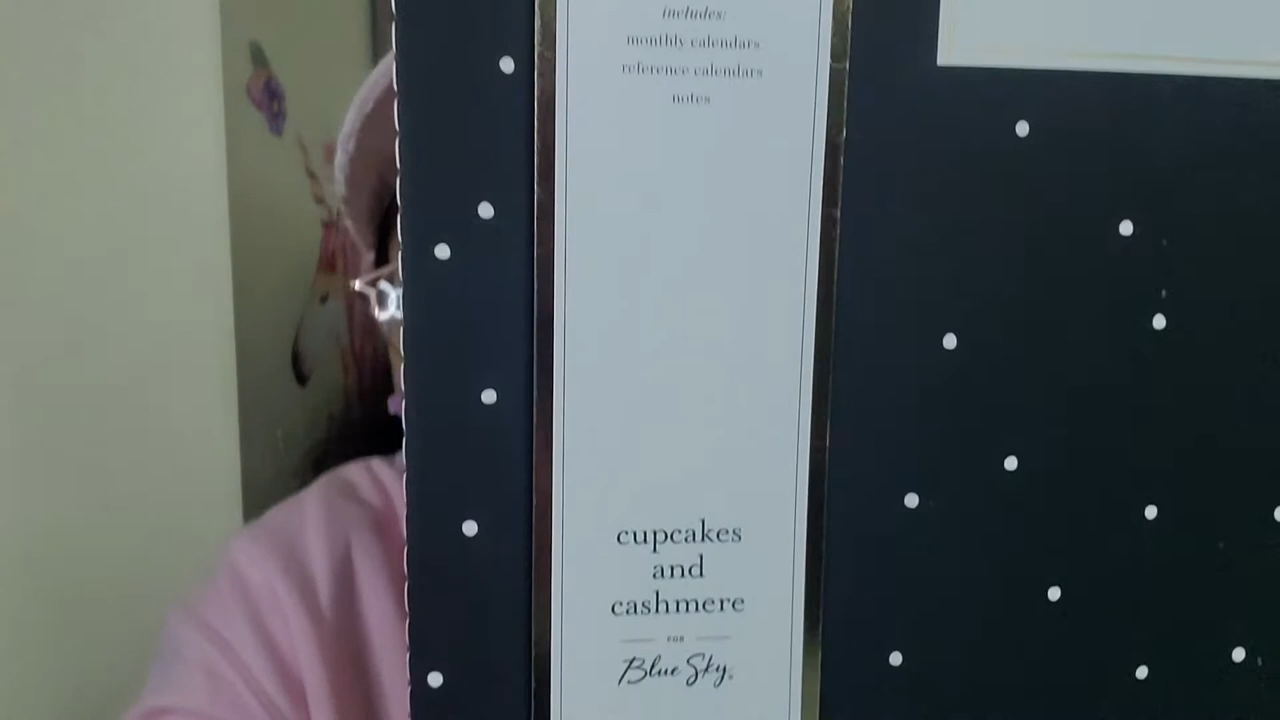 includes:
monthly calendars
reference calendars
notes
cupcakes
and
cashmere
FOR
Blue Sky®